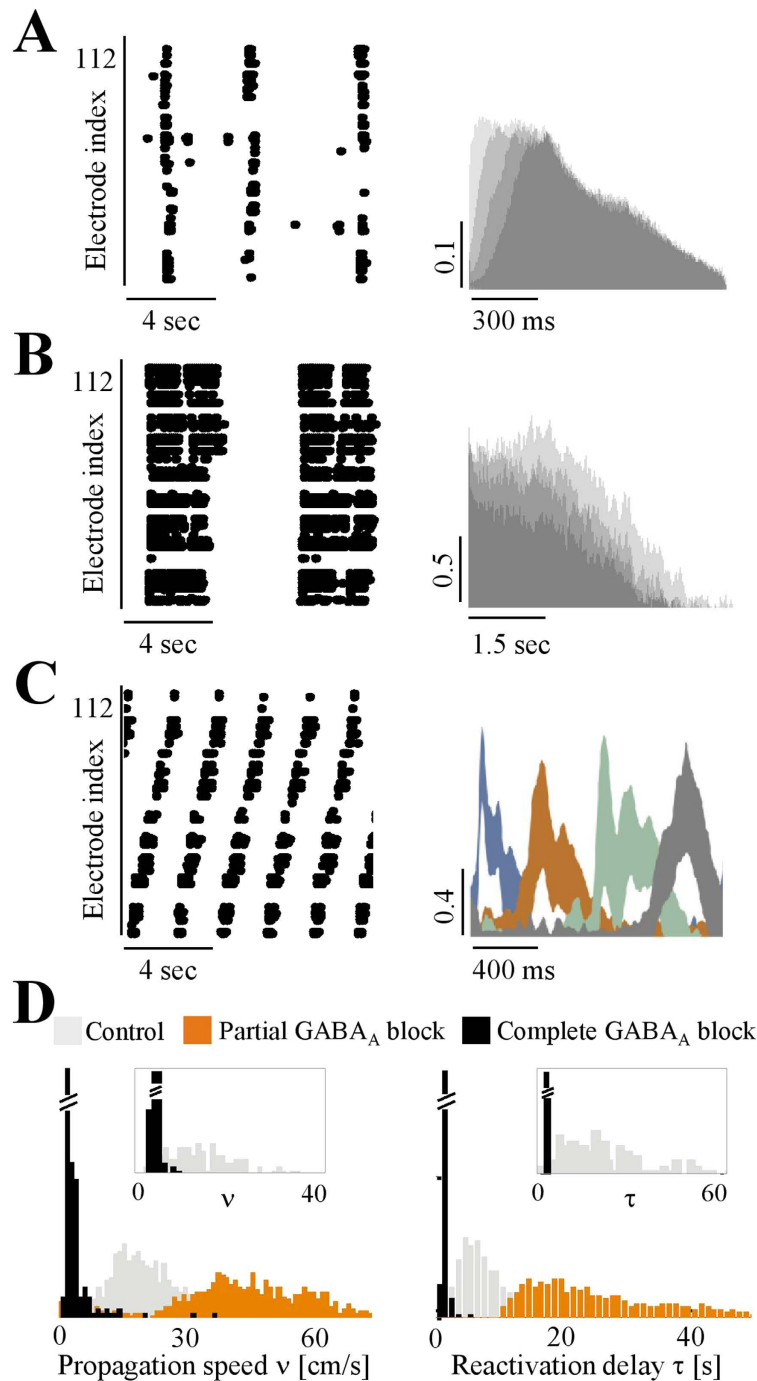 A
112
Electrode index
4 sec
0.1
300 ms
B
112
Electrode index
4 sec
0.5
1.5 sec
C
112
Electrode index
4 sec
0.4
400 ms
D
Control Partial GABA_A block Complete GABA_A block
0 40
ν
0 60
τ
0 30 60
Propagation speed ν [cm/s]
0 20 40
Reactivation delay τ [s]